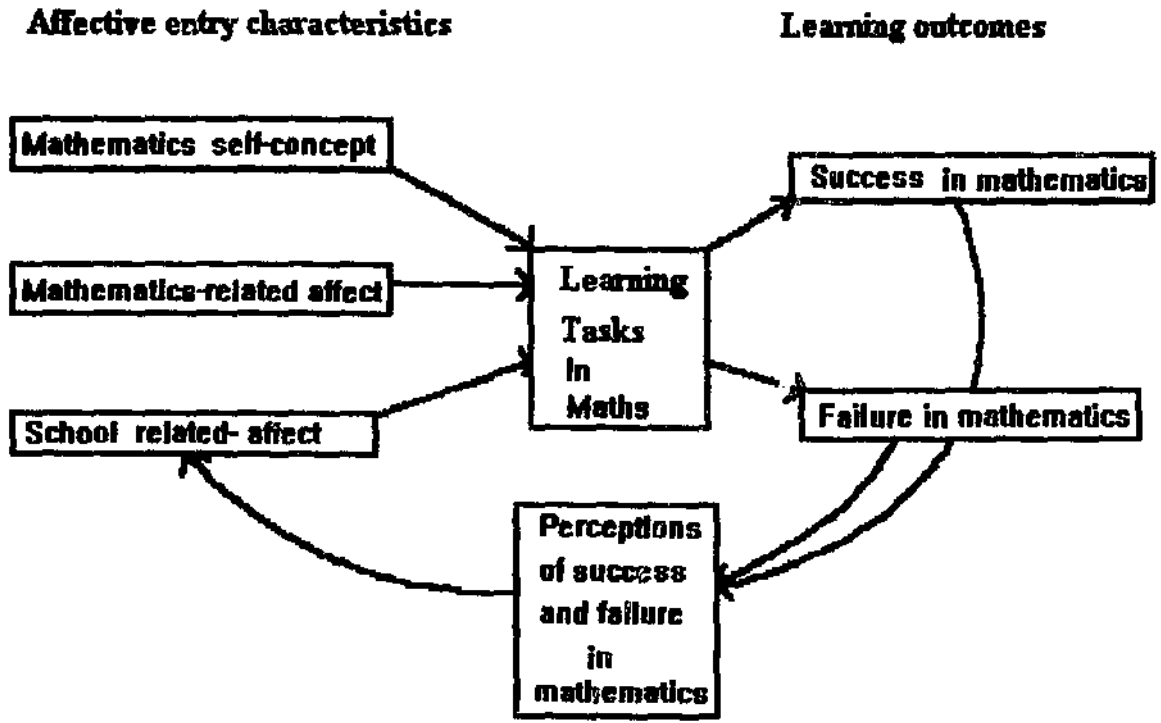 Affective entry characteristics
Learning outcomes
Mathematics self-concept
Success in mathematics
Mathematics-related affect
Learning
Tasks
In
Maths
School related- affect
Failure in mathematics
Perceptions
of success
and failure
in
mathematics